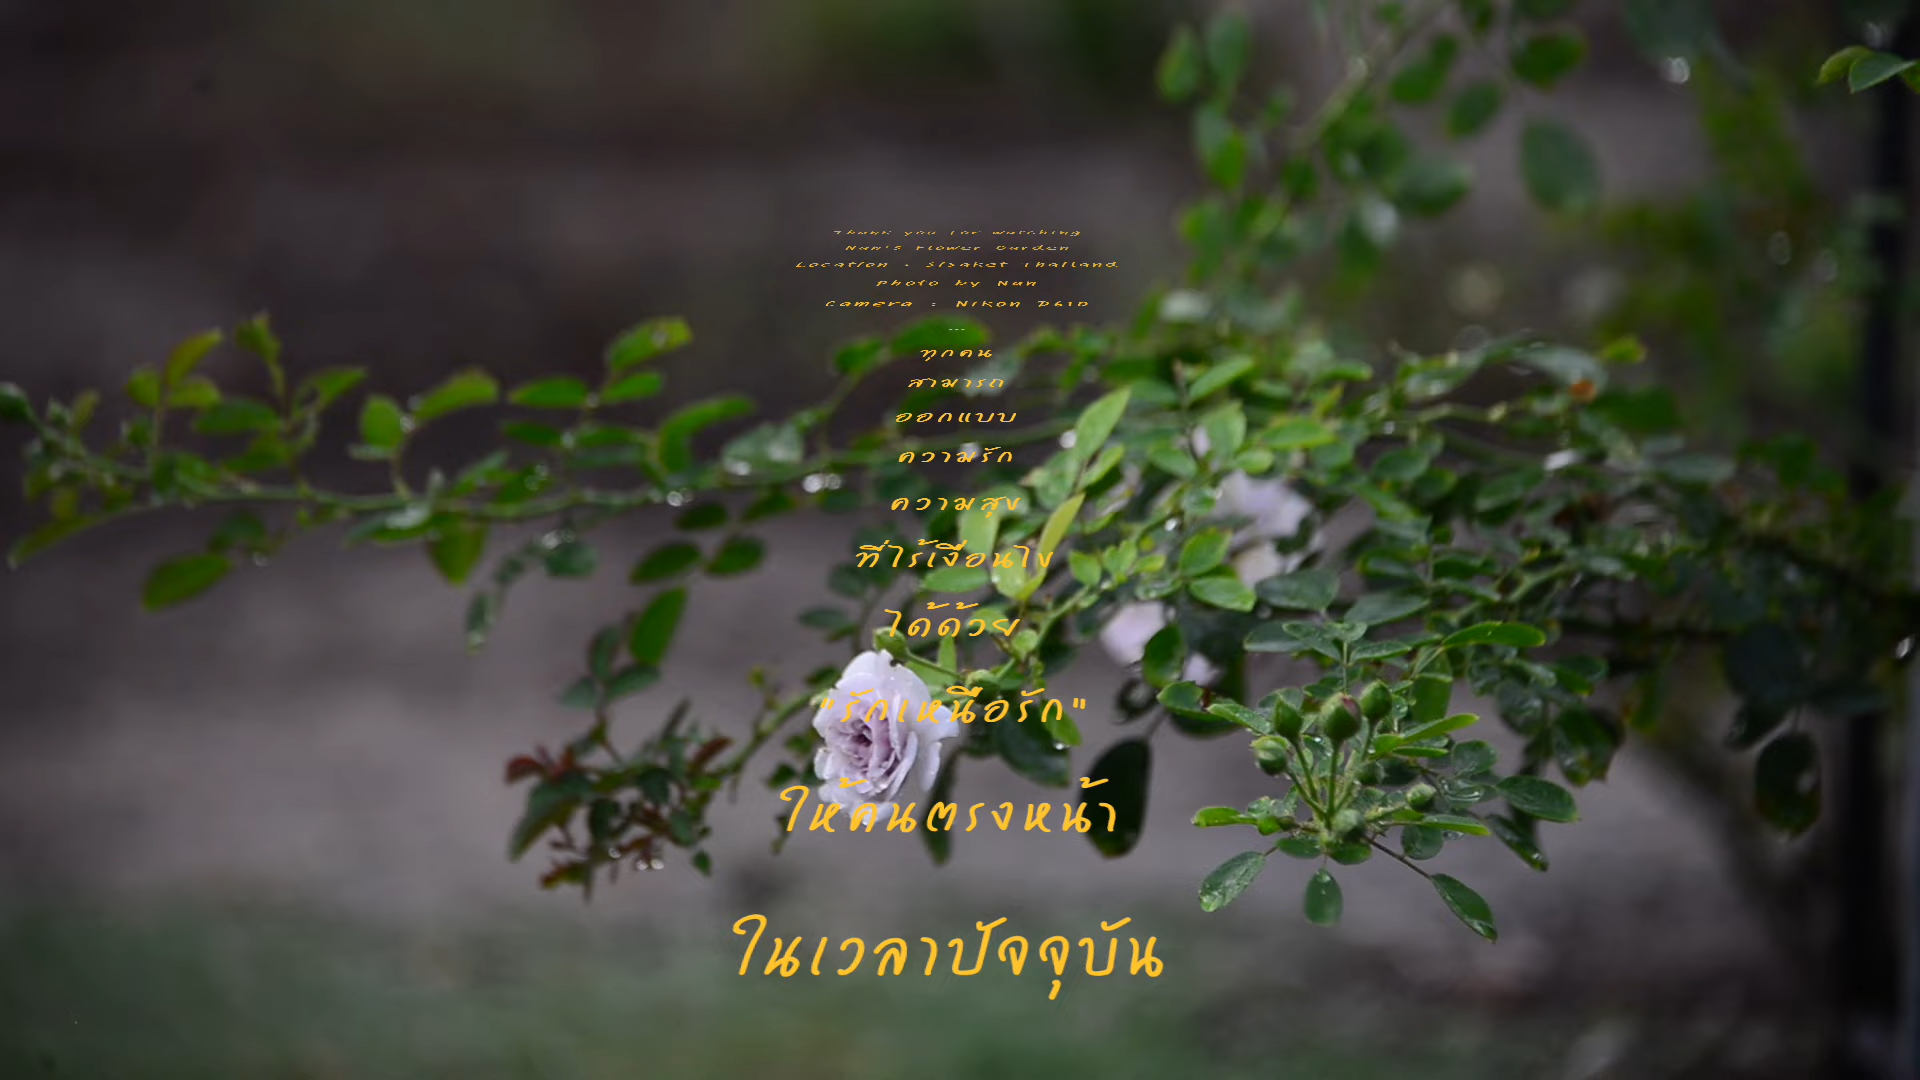 Thank you for watching
Nan's Flower Garden
Location : Sisaket Thailand
Photo by Nan
Camera : Nikon D610
...
ทุกคน
สามารถ
ออกแบบ
ความรัก
ความสุข
ที่ไร้เงื่อนไข
ได้ด้วย
"รักเหนือรัก"
ให้คนตรงหน้า
ในเวลาปัจจุบัน